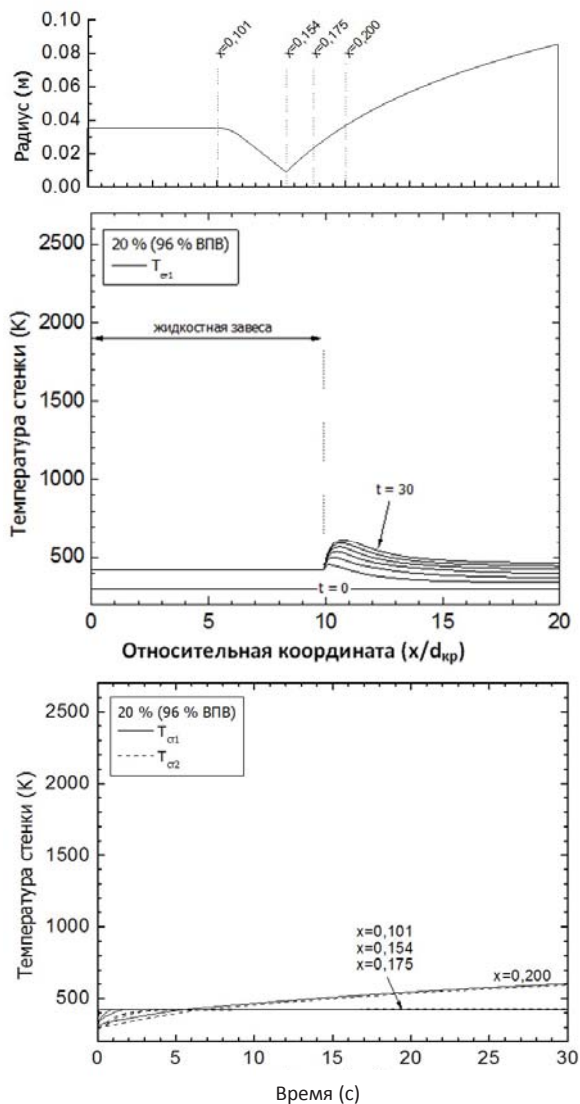 x=0,101
x=0,154
x=0,175
x=0,200
0.10
0.08
0.06
0.04
0.02
0.00
Радиус (м)
2500
2000
1500
1000
500
Температура стенки (К)
20 % (96 % ВПВ)
Tст1
жидкостная завеса
t = 30
t = 0
0 5 10 15 20
Относительная координата (x/dкр)
2500
2000
1500
1000
500
Температура стенки (К)
20 % (96 % ВПВ)
Tст1
Tст2
x=0,101
x=0,154
x=0,175
x=0,200
0 5 10 15 20 25 30
Время (с)